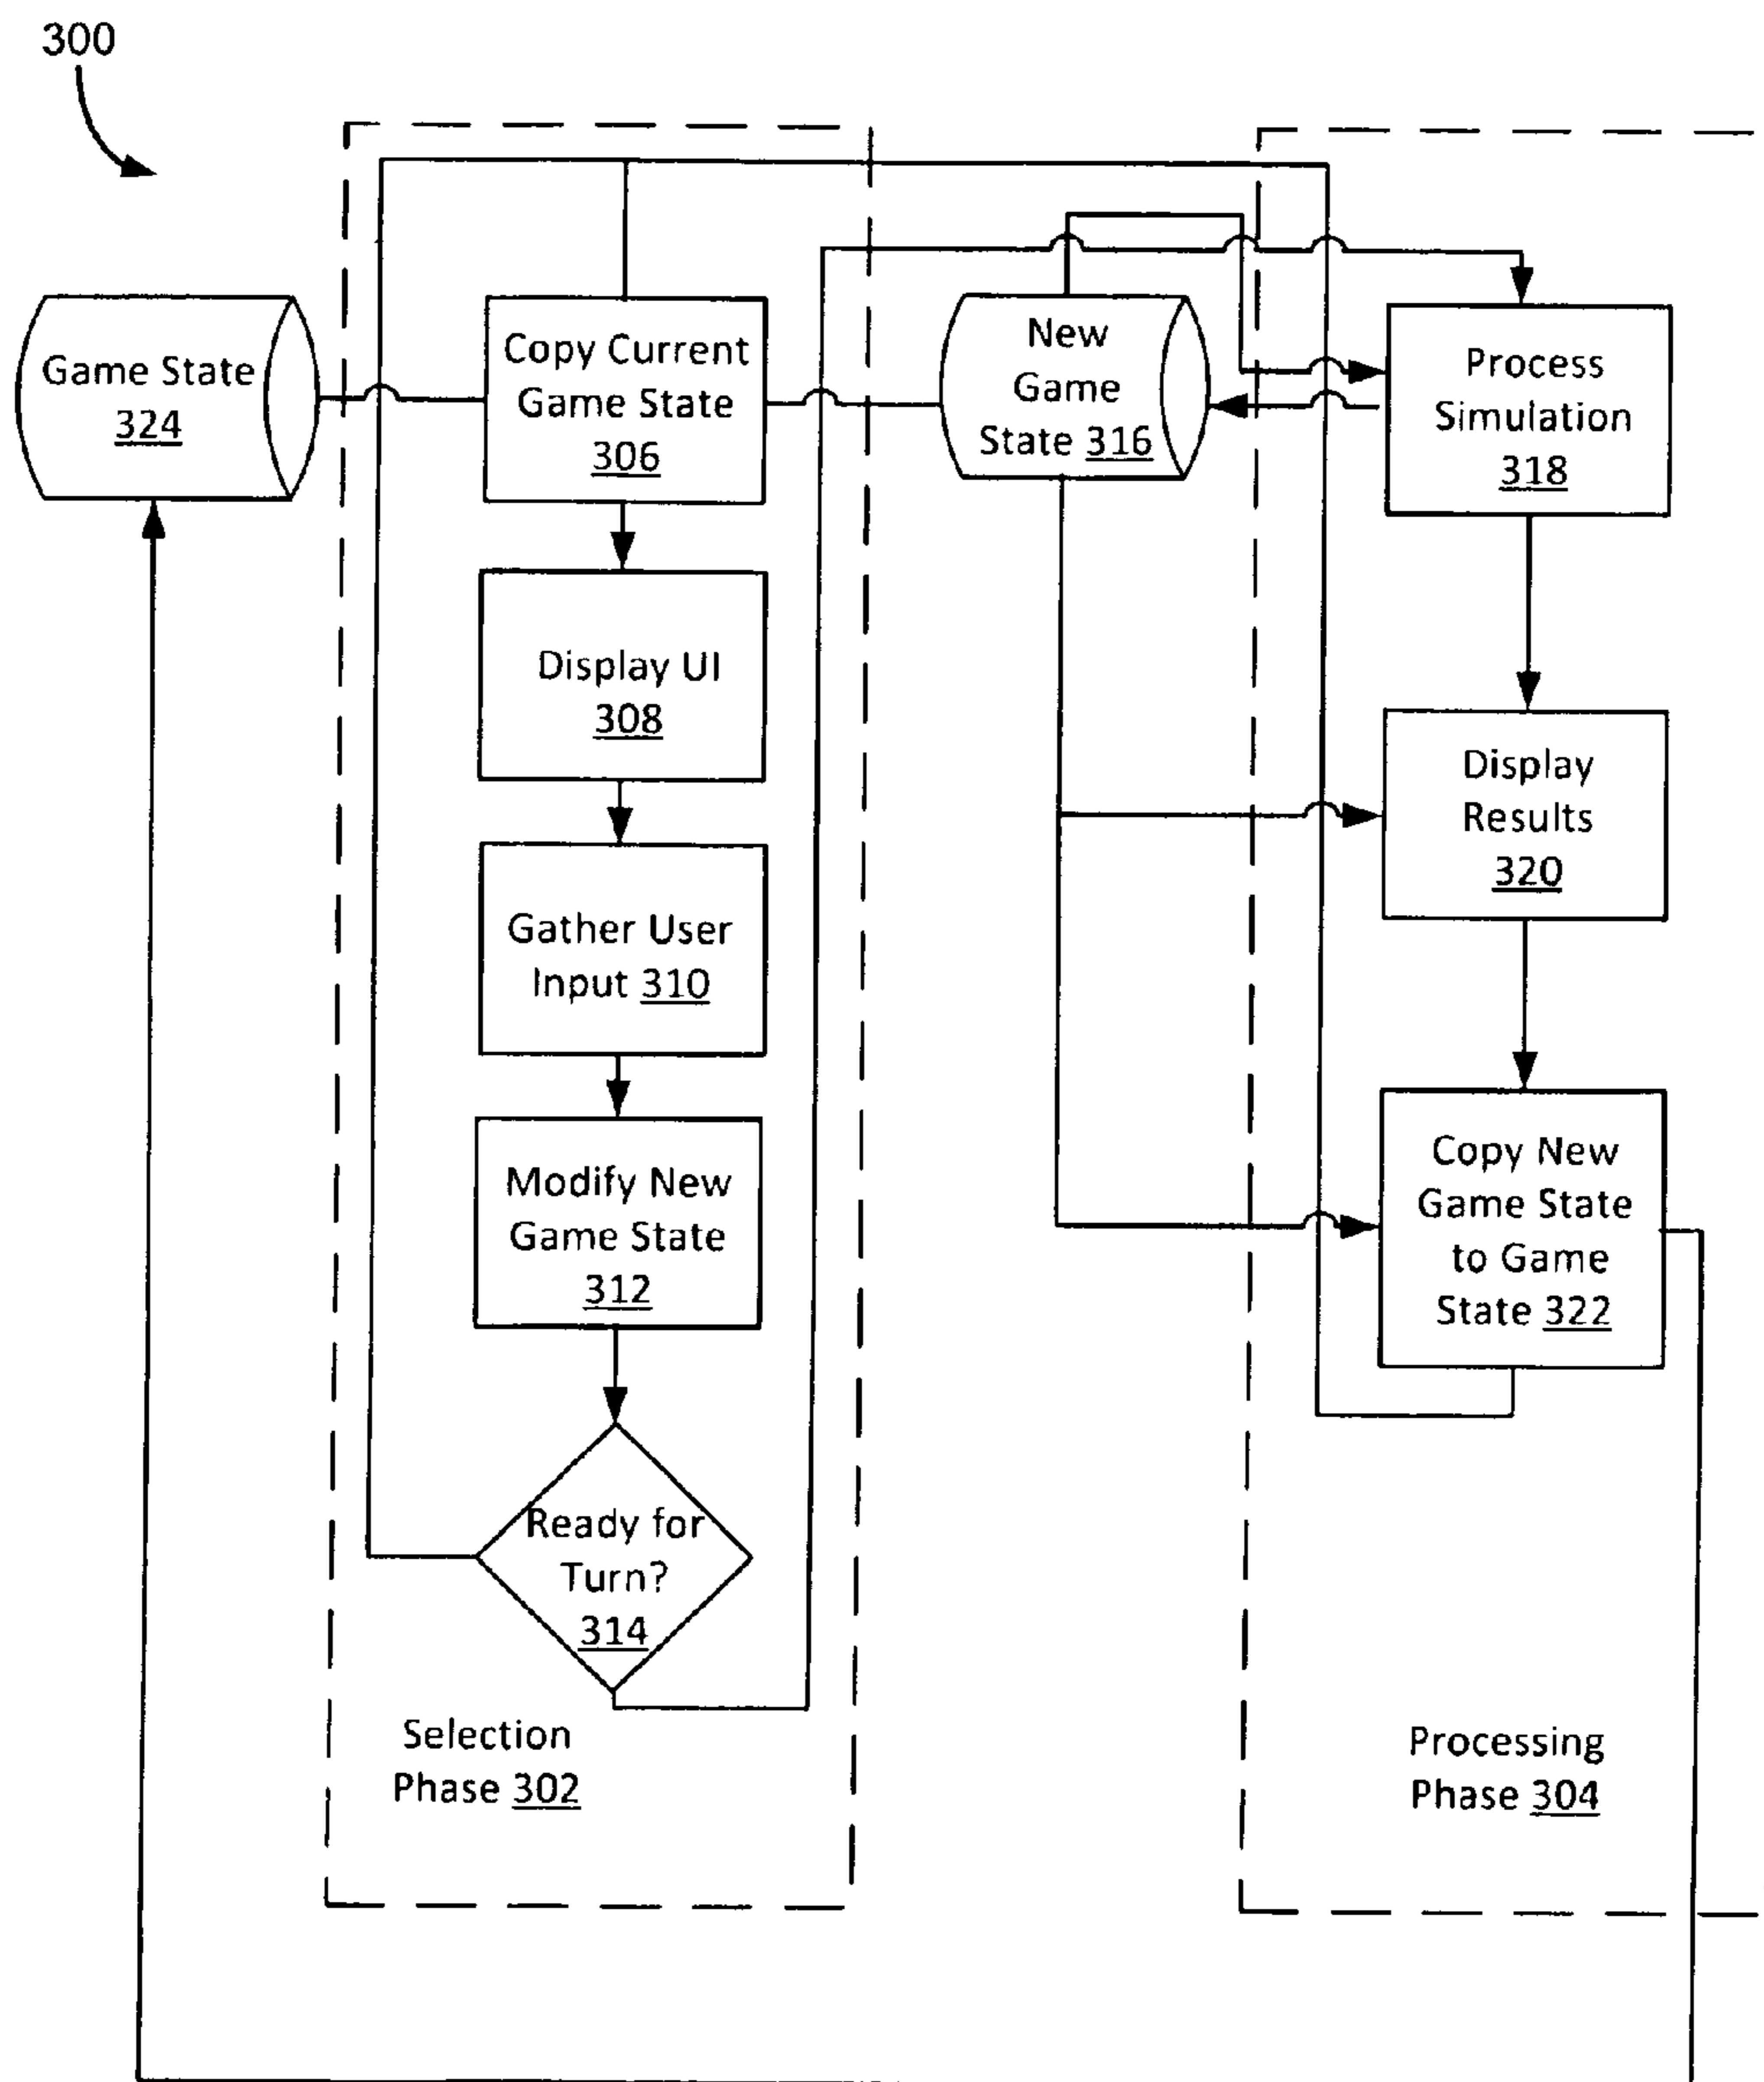 300
Game State
324
Copy Current
Game State
306
Display UI
308
Gather User
Input 310
Modify New
Game State
312
Ready for
Turn?
314
Selection
Phase 302
New
Game
State 316
Process
Simulation
318
Display
Results
320
Copy New
Game State
to Game
State 322
Processing
Phase 304